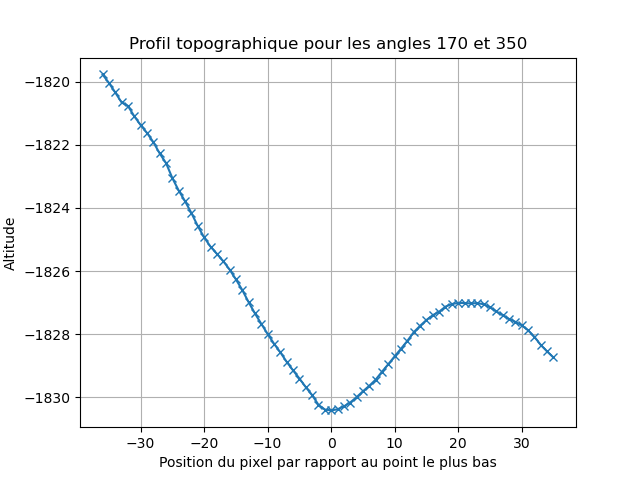 Profil topographique pour les angles 170 et 350
Altitude
−1820
−1822
−1824
−1826
−1828
−1830
−30 −20 −10 0 10 20 30
Position du pixel par rapport au point le plus bas